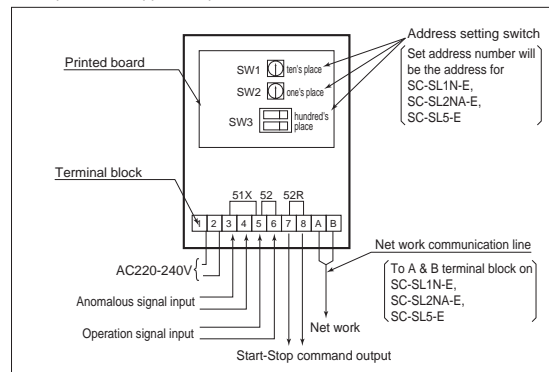 Address setting switch
Set address number will
be the address for
SC-SL1N-E,
SC-SL2NA-E,
SC-SL5-E
Printed board
SW1 ten's place
SW2 one's place
SW3 hundred's
place
Terminal block
51X 52 52R
1 2 3 4 5 6 7 8 A B
Net work communication line
To A & B terminal block on
SC-SL1N-E,
SC-SL2NA-E,
SC-SL5-E
AC220-240V
Anomalous signal input
Operation signal input
Net work
Start-Stop command output